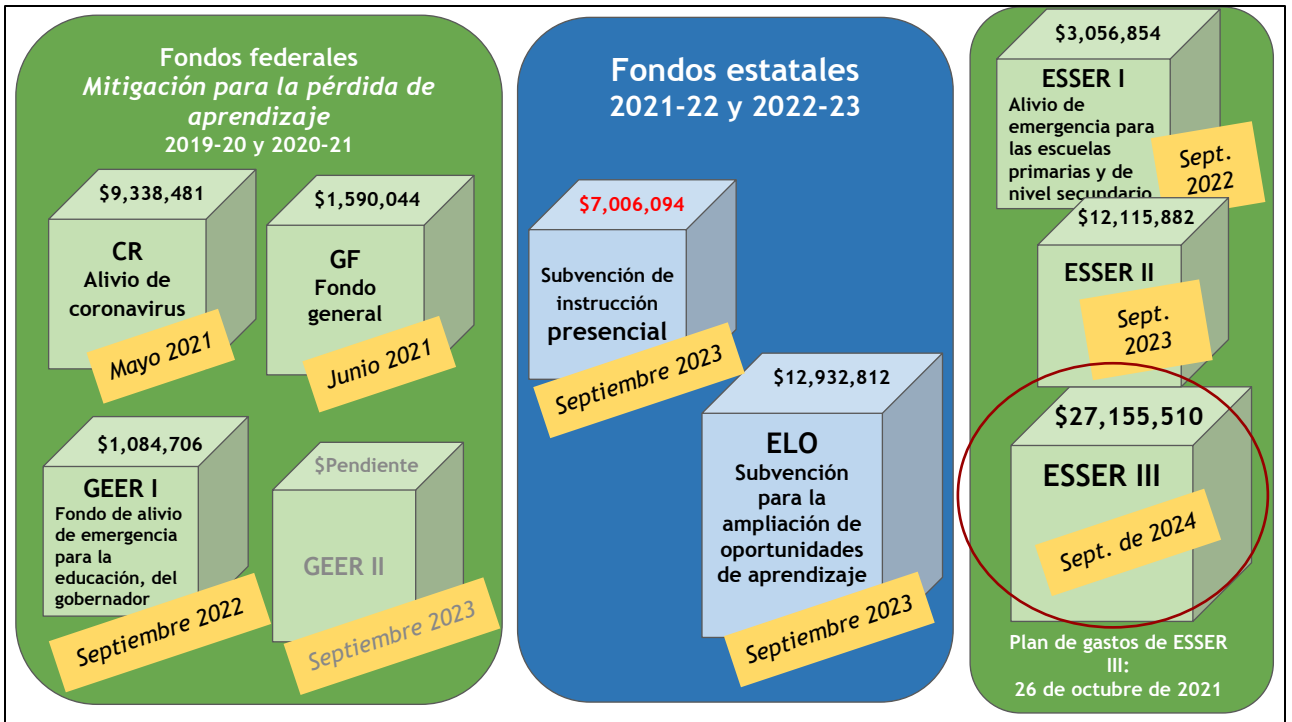 Fondos federales
Mitigación para la pérdida de
aprendizaje
2019-20 y 2020-21
$9,338,481
CR
Alivio de
coronavirus
Mayo 2021
$1,590,044
GF
Fondo
general
Junio 2021
$1,084,706
GEER I
Fondo de alivio
de emergencia
para la
educación, del
gobernador
Septiembre 2022
$Pendiente
GEER II
Septiembre 2023
Fondos estatales
2021-22 y 2022-23
$7,006,094
Subvención de
instrucción
presencial
Septiembre 2023
$12,932,812
ELO
Subvención
para la
ampliación de
oportunidades
de aprendizaje
Septiembre 2023
$3,056,854
ESSER I
Alivio de
emergencia para
las escuelas
primarias y de
nivel secundario
Sept.
2022
$12,115,882
ESSER II
Sept.
2023
$27,155,510
ESSER III
Sept. de 2024
Plan de gastos de ESSER
III:
26 de octubre de 2021